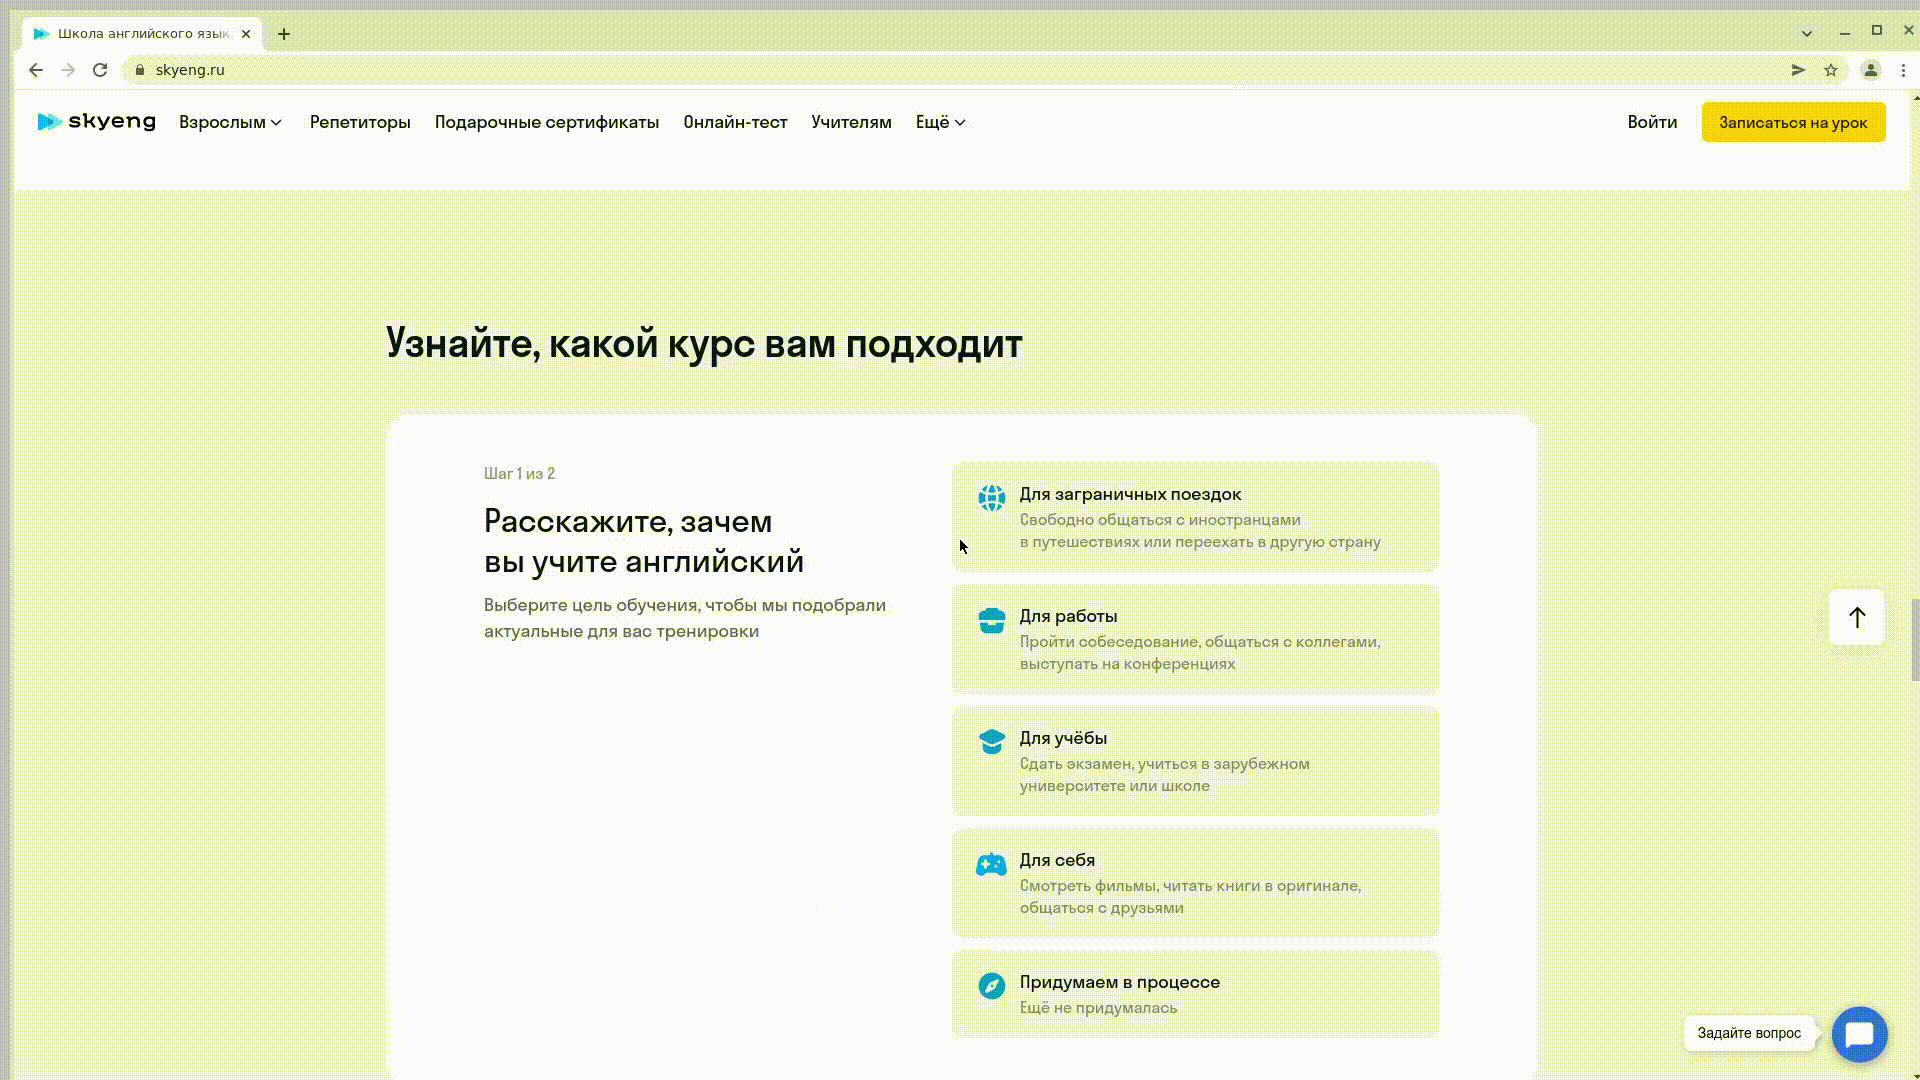 Школа английского язык
skyeng.ru
skyeng Взрослым Репетиторы Подарочные сертификаты Онлайн-тест Учителям Ещё Войти Записаться на урок
Узнайте, какой курс вам подходит
Шаг 1 из 2
Расскажите, зачем
вы учите английский
Выберите цель обучения, чтобы мы подобрали
актуальные для вас тренировки
Для заграничных поездок
Свободно общаться с иностранцами
в путешествиях или переехать в другую страну
Для работы
Пройти собеседование, общаться с коллегами,
выступать на конференциях
Для учёбы
Сдать экзамен, учиться в зарубежном
университете или школе
Для себя
Смотреть фильмы, читать книги в оригинале,
общаться с друзьями
Придумаем в процессе
Ещё не придумалась
Задайте вопрос